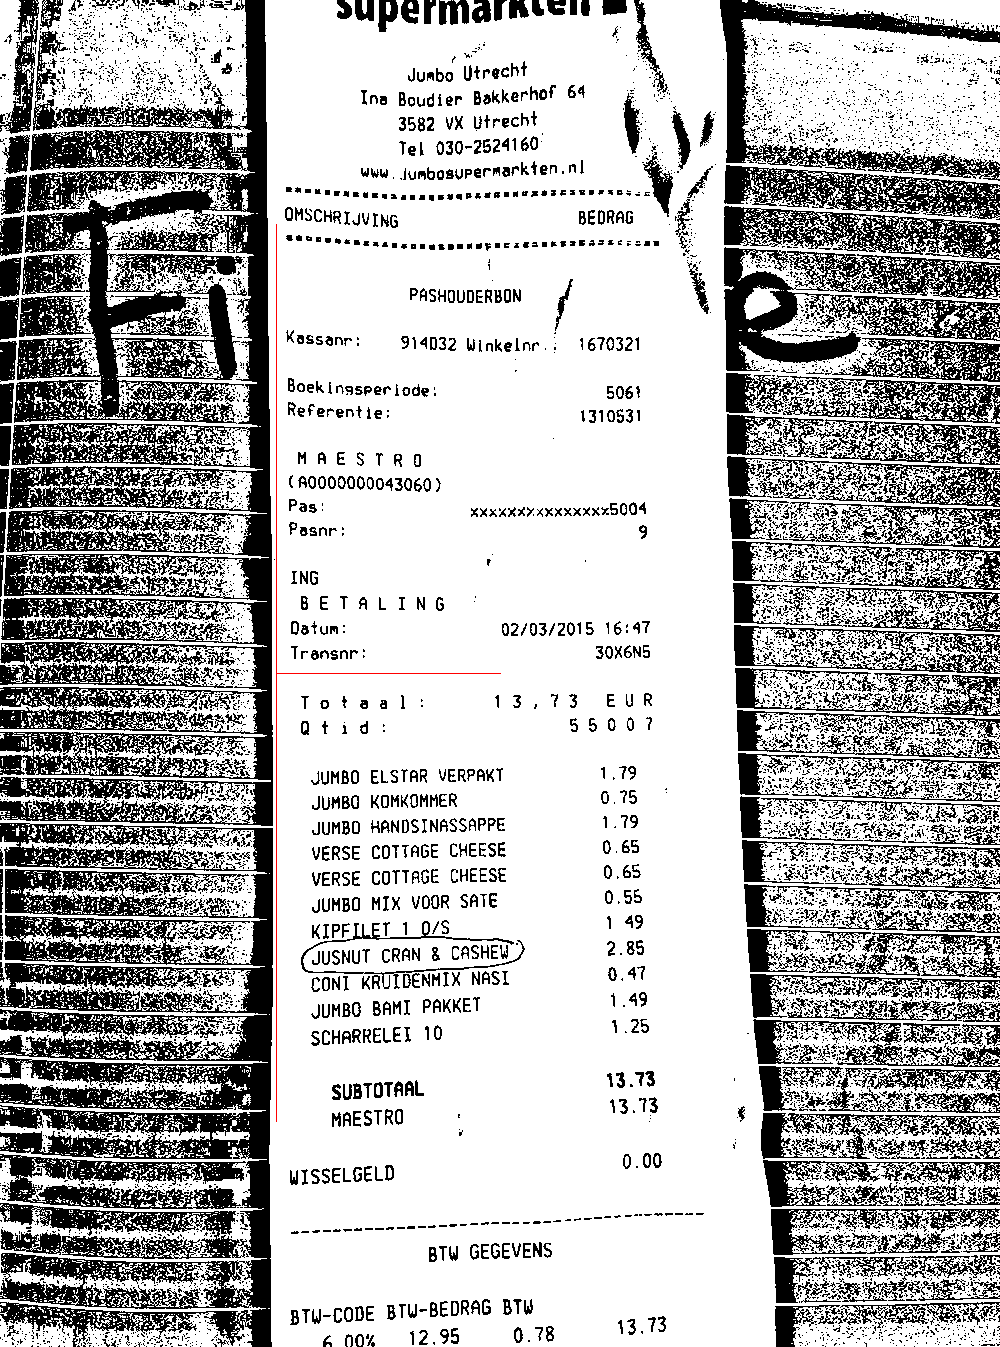 supermarkten
Jumbo Utrecht
Ina Boudier Bakkerhof 64
3582 VX Utrecht
Tel 030-2524160
www.jumbosupermarkten.nl
OMSCHRIJVING BEDRAG
PASHOUDERBON
Kassanr: 914032 Winkelnr.: 1670321
Boekingsperiode: 5061
Referentie: 1310531
MAESTRO
(A0000000043060)
Pas: xxxxxxxxxxxxxxx5004
Pasnr: 9
ING
BETALING
Datum: 02/03/2015 16:47
Transnr: 30X6N5
Totaal: 13,73 EUR
Qtid: 55007
JUMBO ELSTAR VERPAKT 1.79
JUMBO KOMKOMMER 0.75
JUMBO HANDSINASSAPPE 1.79
VERSE COTTAGE CHEESE 0.65
VERSE COTTAGE CHEESE 0.65
JUMBO MIX VOOR SATE 0.55
KIPFILET 1 O/S 1 49
JUSNUT CRAN & CASHEW 2.85
CONI KRUIDENMIX NASI 0.47
JUMBO BAMI PAKKET 1.49
SCHARRELEI 10 1.25
SUBTOTAAL 13.73
MAESTRO 13.73
WISSELGELD 0.00
BTW GEGEVENS
BTW-CODE BTW-BEDRAG BTW
6.00% 12.95 0.78 13.73